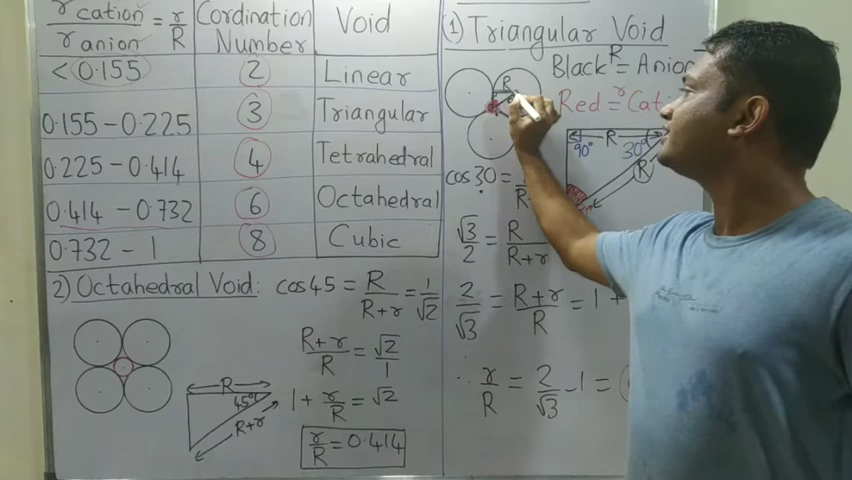 r cation / r anion = r/R
Cordination Number
Void
< 0.155
2
Linear
0.155 - 0.225
3
Triangular
0.225 - 0.414
4
Tetrahedral
0.414 - 0.732
6
Octahedral
0.732 - 1
8
Cubic
2) Octahedral Void: cos45 = R/R+r = 1/√2
R
45°
R+r
R+r/R = √2/1
1 + r/R = √2
r/R = 0.414
(1) Triangular Void
R
Black = Anion
r
Red =
R
90° R 30°
R
cos30 =
√3/2 = R/R+r
2/√3 = R+r/R = 1 +
∴ r/R = 2/√3 - 1 =